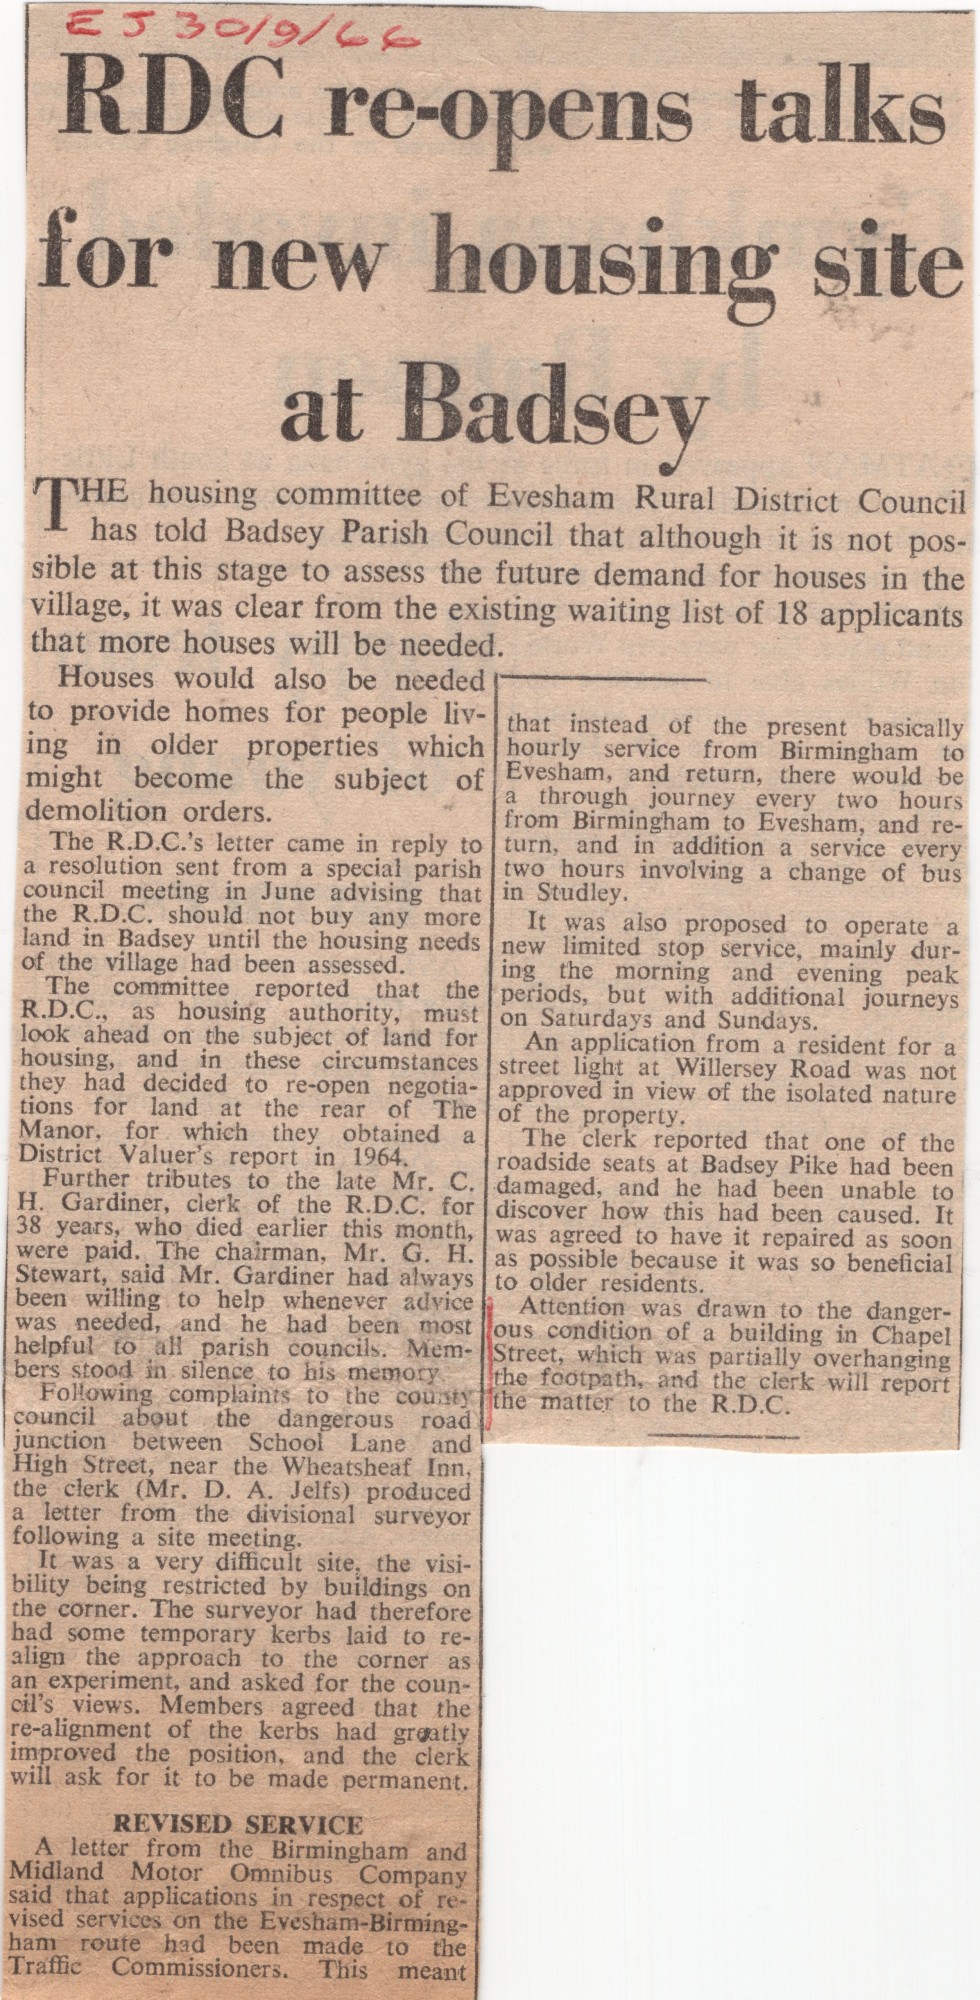 E J 30/9/66
RDC re-opens talks
for new housing site
at Badsey
THE housing committee of Evesham Rural District Council
has told Badsey Parish Council that although it is not pos-
sible at this stage to assess the future demand for houses in the
village, it was clear from the existing waiting list of 18 applicants
that more houses will be needed.
Houses would also be needed
to provide homes for people liv-
ing in older properties which
might become the subject of
demolition orders.
The R.D.C.'s letter came in reply to
a resolution sent from a special parish
council meeting in June advising that
the R.D.C. should not buy any more
land in Badsey until the housing needs
of the village had been assessed.
The committee reported that the
R.D.C., as housing authority, must
look ahead on the subject of land for
housing, and in these circumstances
they had decided to re-open negotia-
tions for land at the rear of The
Manor, for which they obtained a
District Valuer's report in 1964.
Further tributes to the late Mr. C.
H. Gardiner, clerk of the R.D.C. for
38 years, who died earlier this month,
were paid. The chairman, Mr. G. H.
Stewart, said Mr. Gardiner had always
been willing to help whenever advice
was needed, and he had been most
helpful to all parish councils. Mem-
bers stood in silence to his memory
Following complaints to the county
council about the dangerous road
junction between School Lane and
High Street, near the Wheatsheaf Inn,
the clerk (Mr. D. A. Jelfs) produced
a letter from the divisional surveyor
following a site meeting.
It was a very difficult site, the visi-
bility being restricted by buildings on
the corner. The surveyor had therefore
had some temporary kerbs laid to re-
align the approach to the corner as
an experiment, and asked for the coun-
cil's views. Members agreed that the
re-alignment of the kerbs had greatly
improved the position, and the clerk
will ask for it to be made permanent.
REVISED SERVICE
A letter from the Birmingham and
Midland Motor Omnibus Company
said that applications in respect of re-
vised services on the Evesham-Birming-
ham route had been made to the
Traffic Commissioners. This meant
that instead of the present basically
hourly service from Birmingham to
Evesham, and return, there would be
a through journey every two hours
from Birmingham to Evesham, and re-
turn, and in addition a service every
two hours involving a change of bus
in Studley.
It was also proposed to operate a
new limited stop service, mainly dur-
ing the morning and evening peak
periods, but with additional journeys
on Saturdays and Sundays.
An application from a resident for a
street light at Willersey Road was not
approved in view of the isolated nature
of the property.
The clerk reported that one of the
roadside seats at Badsey Pike had been
damaged, and he had been unable to
discover how this had been caused. It
was agreed to have it repaired as soon
as possible because it was so beneficial
to older residents.
Attention was drawn to the danger-
ous condition of a building in Chapel
Street, which was partially overhanging
the footpath, and the clerk will report
the matter to the R.D.C.